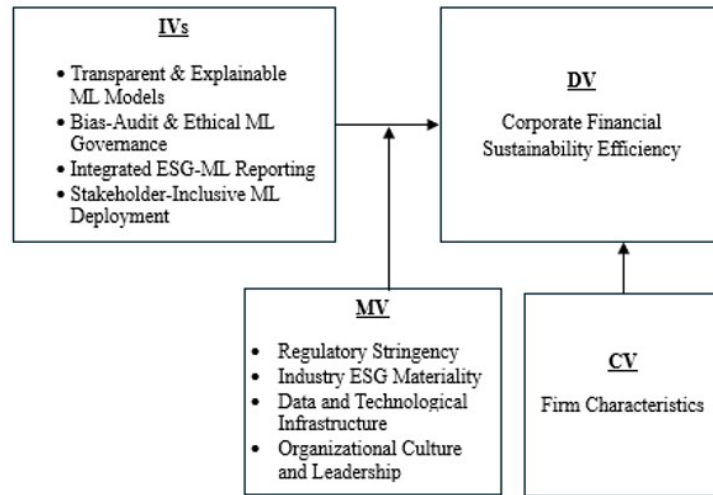 IVs
• Transparent & Explainable
ML Models
• Bias-Audit & Ethical ML
Governance
• Integrated ESG-ML Reporting
• Stakeholder-Inclusive ML
Deployment
DV
Corporate Financial
Sustainability Efficiency
MV
• Regulatory Stringency
• Industry ESG Materiality
• Data and Technological
Infrastructure
• Organizational Culture
and Leadership
CV
Firm Characteristics